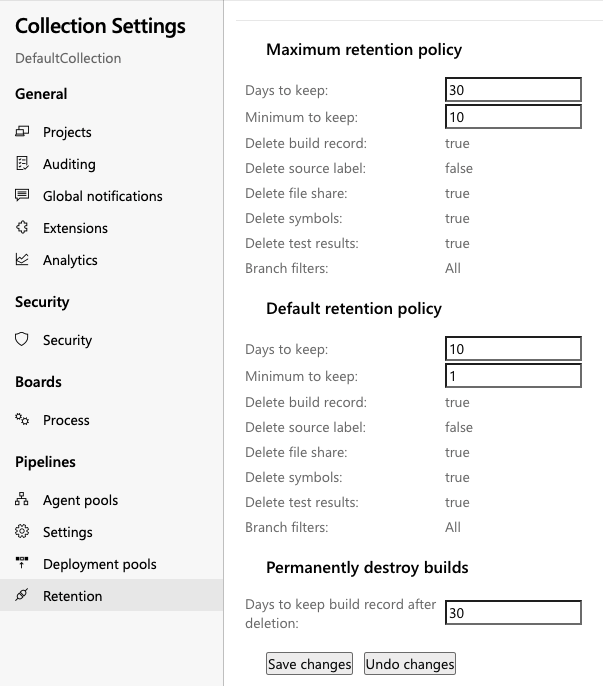 Collection Settings
DefaultCollection
General
Projects
Auditing
Global notifications
Extensions
Analytics
Security
Security
Boards
Process
Pipelines
Agent pools
Settings
Deployment pools
Retention
Maximum retention policy
Days to keep: 30
Minimum to keep: 10
Delete build record: true
Delete source label: false
Delete file share: true
Delete symbols: true
Delete test results: true
Branch filters: All
Default retention policy
Days to keep: 10
Minimum to keep: 1
Delete build record: true
Delete source label: false
Delete file share: true
Delete symbols: true
Delete test results: true
Branch filters: All
Permanently destroy builds
Days to keep build record after
deletion: 30
Save changes Undo changes